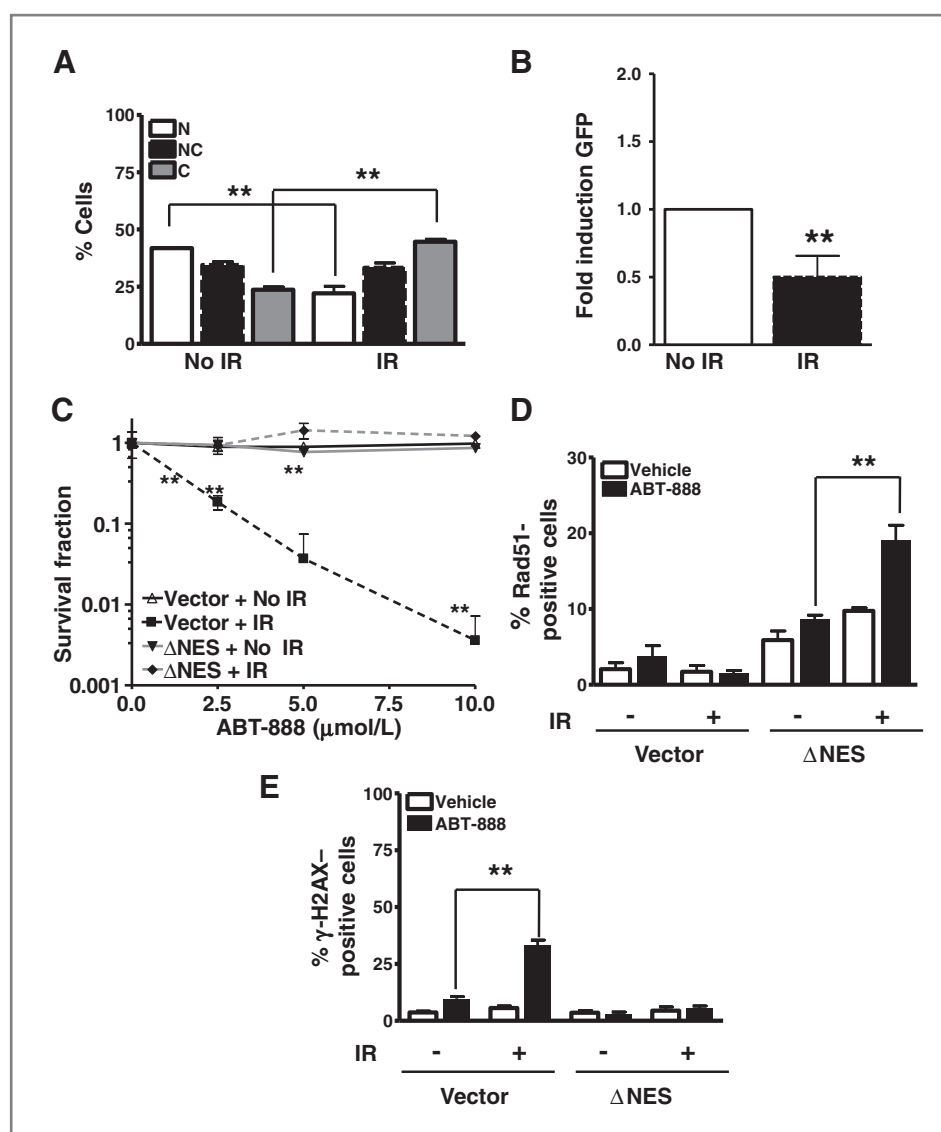 A
% Cells
100
75
50
25
0
N
NC
C
**
**
No IR
IR
B
Fold induction GFP
2.0
1.5
1.0
0.5
0.0
**
No IR
IR
C
Survival fraction
1
0.1
0.01
0.001
**
**
**
**
Vector + No IR
Vector + IR
ΔNES + No IR
ΔNES + IR
0.0
2.5
5.0
7.5
10.0
ABT-888 (μmol/L)
D
% Rad51-
positive cells
30
20
10
0
Vehicle
ABT-888
**
IR
-
+
-
+
Vector
ΔNES
E
% γ-H2AX–
positive cells
100
75
50
25
0
Vehicle
ABT-888
**
IR
-
+
-
+
Vector
ΔNES